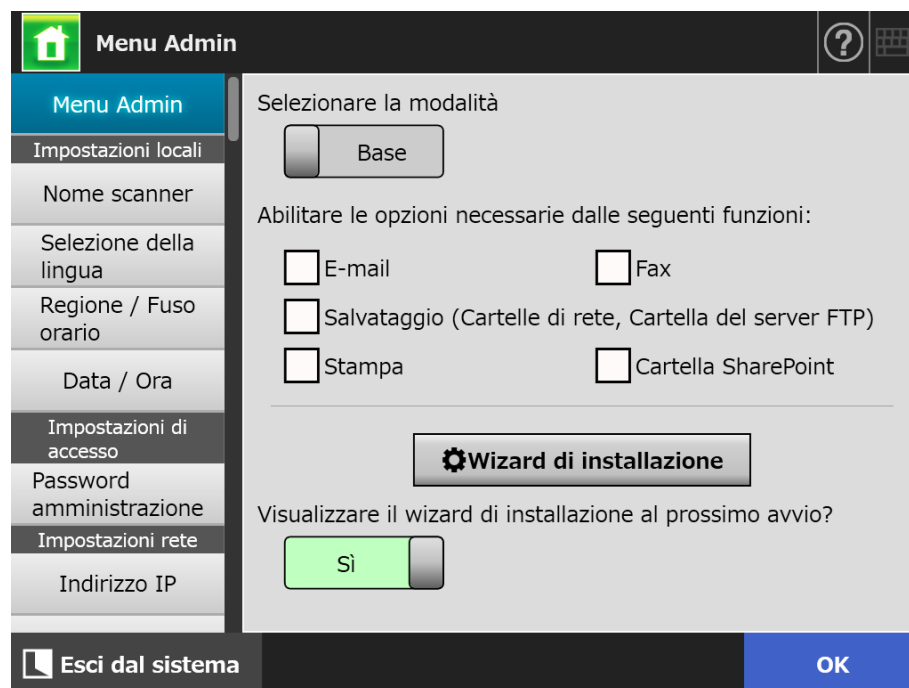 Menu Admin
?
Menu Admin
Impostazioni locali
Nome scanner
Selezione della
lingua
Regione / Fuso
orario
Data / Ora
Impostazioni di
accesso
Password
amministrazione
Impostazioni rete
Indirizzo IP
Selezionare la modalità
Base
Abilitare le opzioni necessarie dalle seguenti funzioni:
E-mail
Fax
Salvataggio (Cartelle di rete, Cartella del server FTP)
Stampa
Cartella SharePoint
Wizard di installazione
Visualizzare il wizard di installazione al prossimo avvio?
Sì
Esci dal sistema
OK